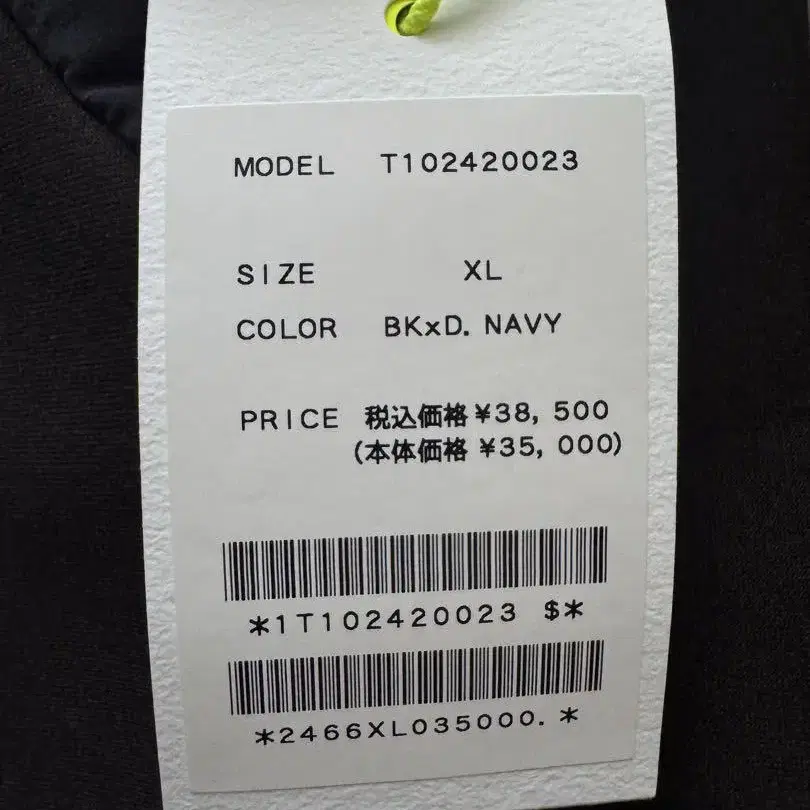 MODEL T102420023
SIZE XL
COLOR BKxD. NAVY
PRICE 税込価格¥38, 500
(本体価格 ¥35, 000)
*1T102420023 $*
*2466XL035000. *